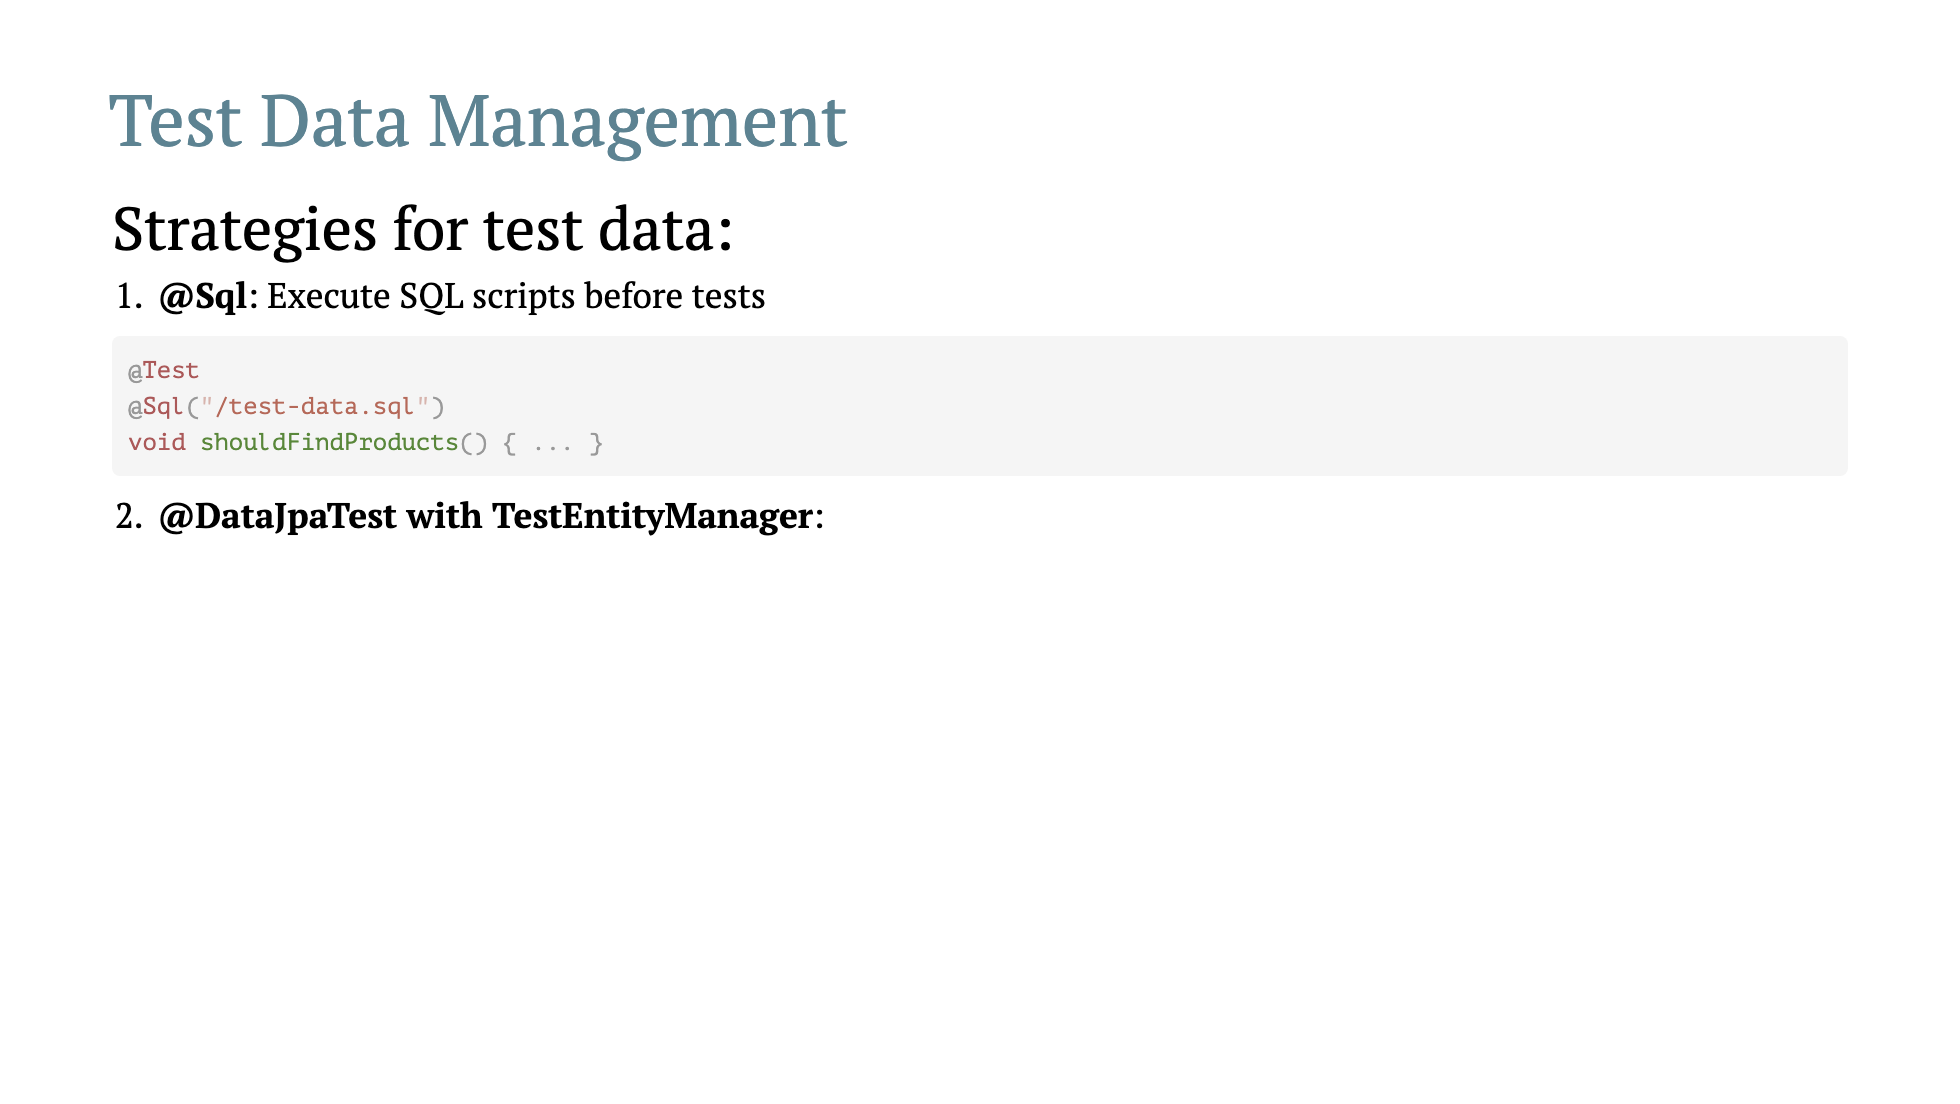 Test Data Management
Strategies for test data:
1. @Sql: Execute SQL scripts before tests
@Test
@Sql("/test-data.sql")
void shouldFindProducts() { ... }
2. @DataJpaTest with TestEntityManager: